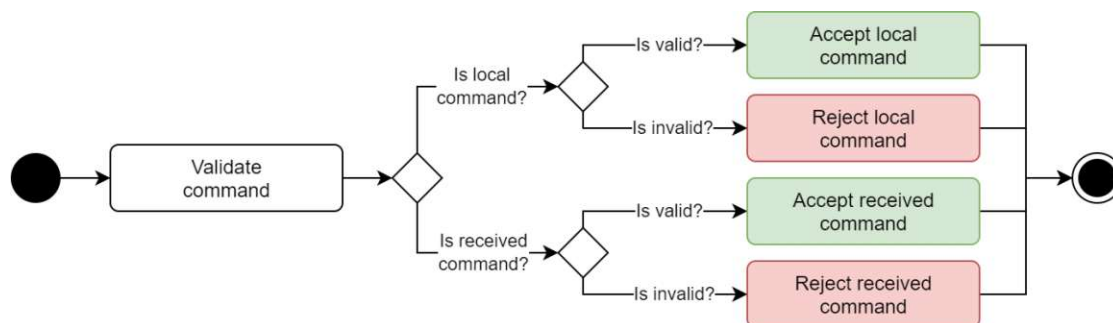 Validate
command
Is local
command?
Is valid?
Accept local
command
Is invalid?
Reject local
command
Is received
command?
Is valid?
Accept received
command
Is invalid?
Reject received
command